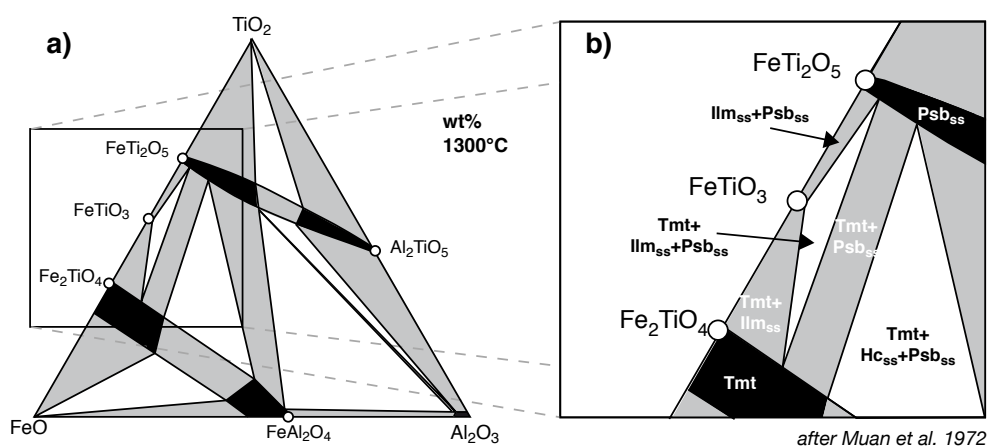 a)
TiO₂
wt%
1300°C
FeTi₂O₅
FeTiO₃
Fe₂TiO₄
Al₂TiO₅
FeO
FeAl₂O₄
Al₂O₃
b)
FeTi₂O₅
Psbss
Ilmss+Psbss
FeTiO₃
Tmt+
Ilmss+Psbss
Tmt+
Psbss
Tmt+
Ilmss
Fe₂TiO₄
Tmt
Tmt+
Hcss+Psbss
after Muan et al. 1972